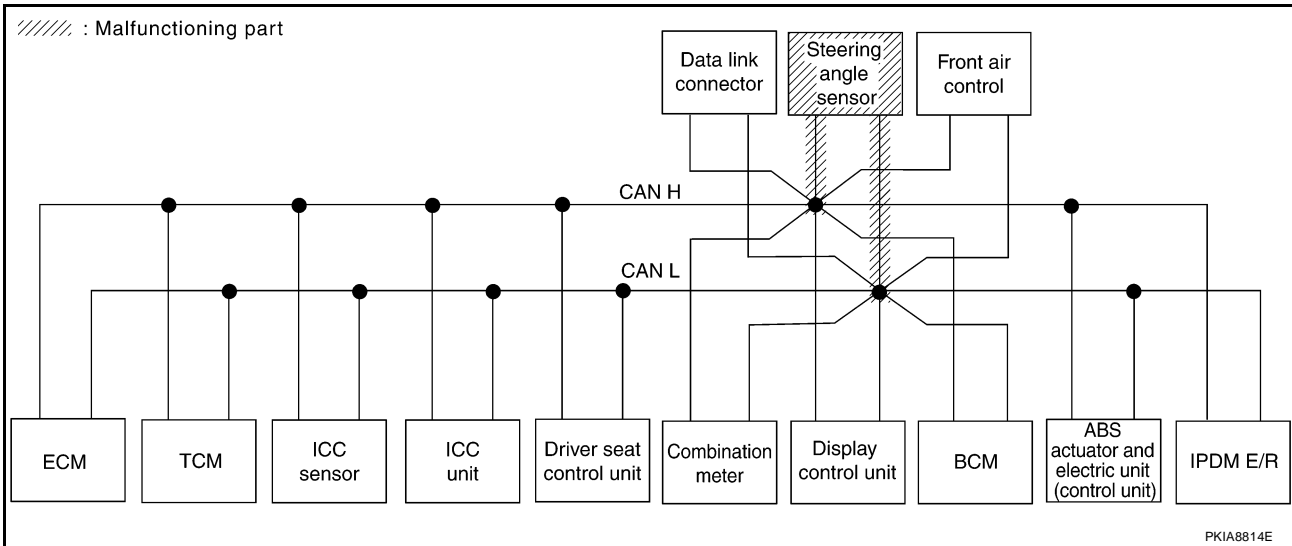 : Malfunctioning part
Data link
connector
Steering
angle
sensor
Front air
control
CAN H
CAN L
ECM
TCM
ICC
sensor
ICC
unit
Driver seat
control unit
Combination
meter
Display
control unit
BCM
ABS
actuator and
electric unit
(control unit)
IPDM E/R
PKIA8814E